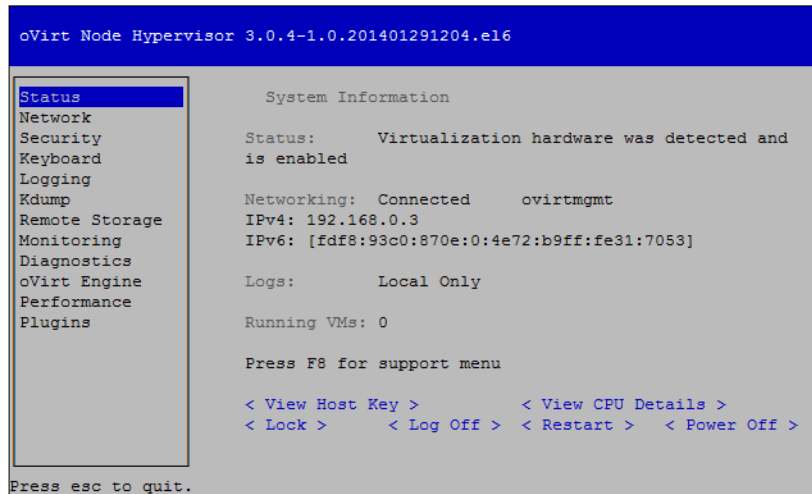 oVirt Node Hypervisor 3.0.4-1.0.201401291204.el6
Status
Network
Security
Keyboard
Logging
Kdump
Remote Storage
Monitoring
Diagnostics
oVirt Engine
Performance
Plugins
System Information
Status: Virtualization hardware was detected and
is enabled
Networking: Connected ovirtmgmt
IPv4: 192.168.0.3
IPv6: [fdf8:93c0:870e:0:4e72:b9ff:fe31:7053]
Logs: Local Only
Running VMs: 0
Press F8 for support menu
< View Host Key > < View CPU Details >
< Lock > < Log Off > < Restart > < Power Off >
Press esc to quit.